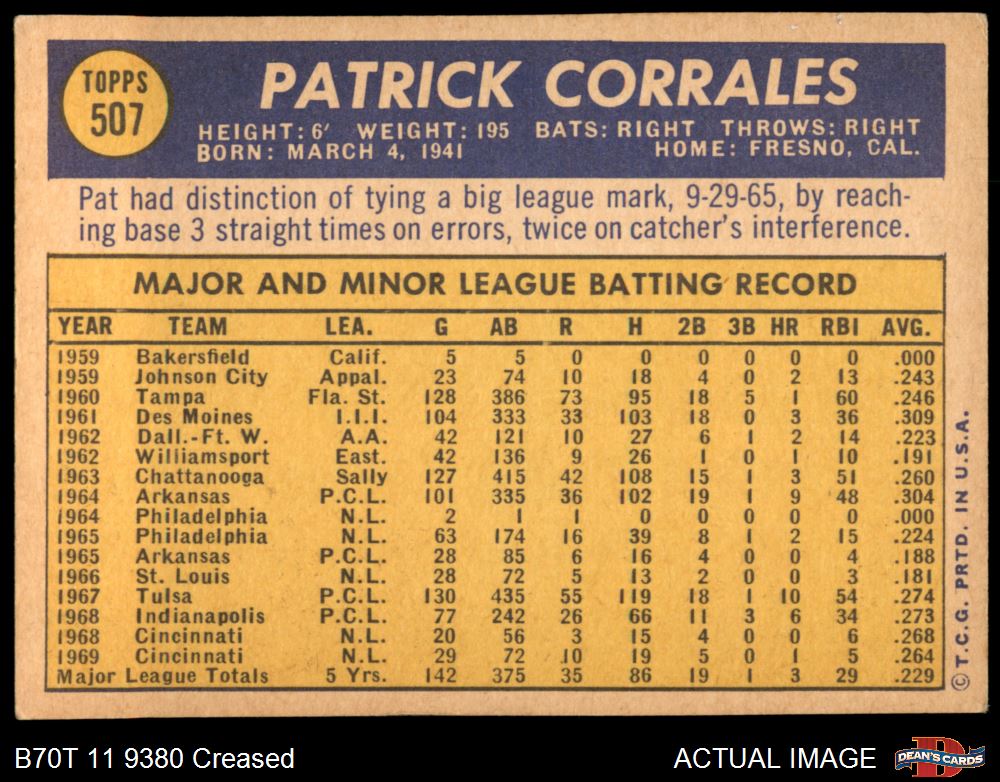 TOPPS
507
PATRICK CORRALES
HEIGHT: 6' WEIGHT: 195 BATS: RIGHT THROWS: RIGHT
BORN: MARCH 4, 1941 HOME: FRESNO, CAL.
Pat had distinction of tying a big league mark, 9-29-65, by reach-
ing base 3 straight times on errors, twice on catcher's interference.
MAJOR AND MINOR LEAGUE BATTING RECORD
YEAR TEAM LEA. G AB R H 2B 3B HR RBI AVG.
1959 Bakersfield Calif. 5 5 0 0 0 0 0 0 .000
1959 Johnson City Appal. 23 74 10 18 4 0 2 13 .243
1960 Tampa Fla. St. 128 386 73 95 18 5 1 60 .246
1961 Des Moines I.I.I. 104 333 33 103 18 0 3 36 .309
1962 Dall.-Ft. W. A.A. 42 121 10 27 6 1 2 14 .223
1962 Williamsport East. 42 136 9 26 1 0 1 10 .191
1963 Chattanooga Sally 127 415 42 108 15 1 3 51 .260
1964 Arkansas P.C.L. 101 335 36 102 19 1 9 48 .304
1964 Philadelphia N.L. 2 1 1 0 0 0 0 0 .000
1965 Philadelphia N.L. 63 174 16 39 8 1 2 15 .224
1965 Arkansas P.C.L. 28 85 6 16 4 0 0 4 .188
1966 St. Louis N.L. 28 72 5 13 2 0 0 3 .181
1967 Tulsa P.C.L. 130 435 55 119 18 1 10 54 .274
1968 Indianapolis P.C.L. 77 242 26 66 11 3 6 34 .273
1968 Cincinnati N.L. 20 56 3 15 4 0 0 6 .268
1969 Cincinnati N.L. 29 72 10 19 5 0 1 5 .264
Major League Totals 5 Yrs. 142 375 35 86 19 1 3 29 .229
© T.C.G. PRTD. IN U.S.A.
B70T 11 9380 Creased
ACTUAL IMAGE
D
DEAN'S CARDS